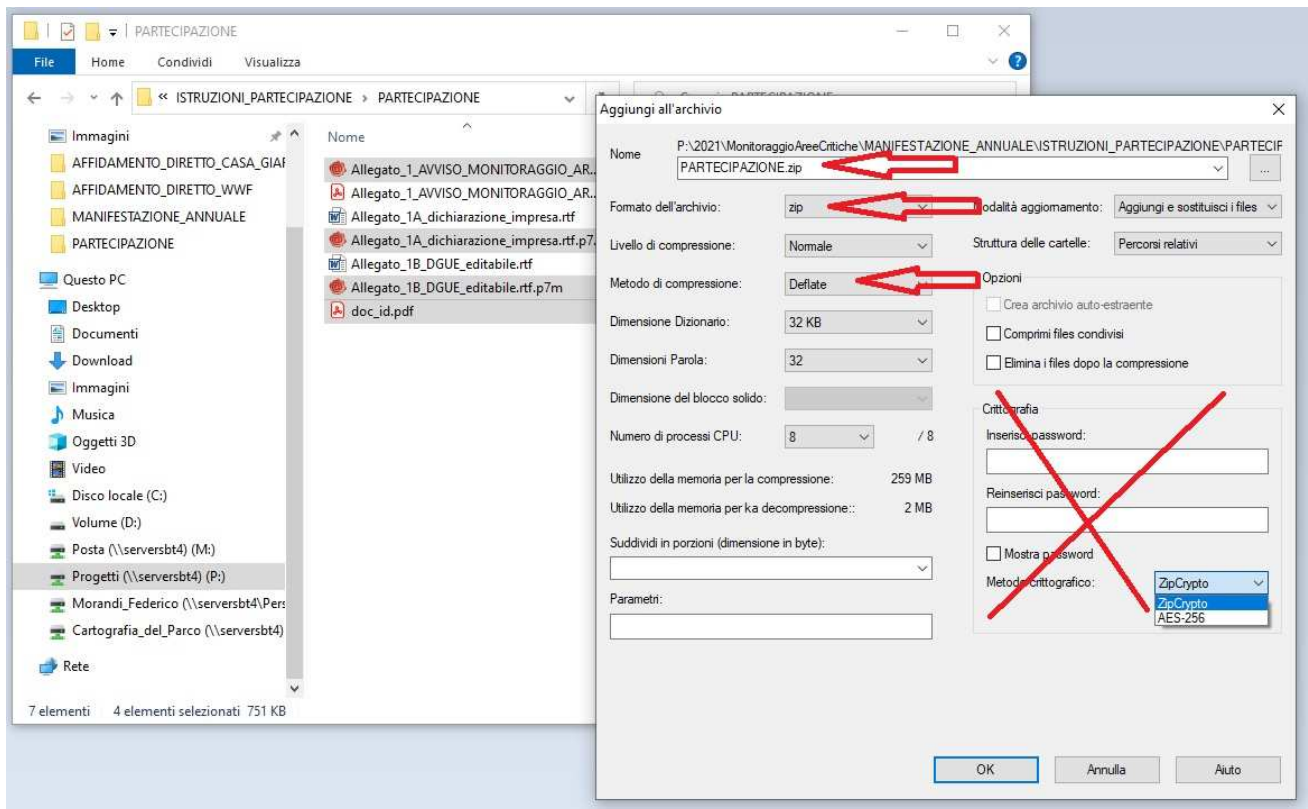 PARTECIPAZIONE
File Home Condividi Visualizza
« ISTRUZIONI_PARTECIPAZIONE › PARTECIPAZIONE
Immagini
AFFIDAMENTO_DIRETTO_CASA_GIAF
AFFIDAMENTO_DIRETTO_WWF
MANIFESTAZIONE_ANNUALE
PARTECIPAZIONE
Questo PC
Desktop
Documenti
Download
Immagini
Musica
Oggetti 3D
Video
Disco locale (C:)
Volume (D:)
Posta (\\serversbt4) (M:)
Progetti (\\serversbt4) (P:)
Morandi_Federico (\\serversbt4\Pers
Cartografia_del_Parco (\\serversbt4)
Rete
7 elementi 4 elementi selezionati 751 KB
Nome
Allegato_1_AVVISO_MONITORAGGIO_AR...
Allegato_1_AVVISO_MONITORAGGIO_AR...
Allegato_1A_dichiarazione_impresa.rtf
Allegato_1A_dichiarazione_impresa.rtf.p7
Allegato_1B_DGUE_editabile.rtf
Allegato_1B_DGUE_editabile.rtf.p7m
doc_id.pdf
Aggiungi all'archivio
Nome P:\2021\MonitoraggioAreeCritiche\MANIFESTAZIONE_ANNUALE\ISTRUZIONI_PARTECIPAZIONE\PARTECIF
PARTECIPAZIONE.zip ...
Formato dell'archivio: zip
Livello di compressione: Normale
Metodo di compressione: Deflate
Dimensione Dizionario: 32 KB
Dimensioni Parola: 32
Dimensione del blocco solido:
Numero di processi CPU: 8 / 8
Utilizzo della memoria per la compressione: 259 MB
Utilizzo della memoria per ka decompressione:: 2 MB
Suddividi in porzioni (dimensione in byte):
Parametri:
Modalità aggiornamento: Aggiungi e sostituisci i files
Struttura delle cartelle: Percorsi relativi
Opzioni
Crea archivio auto-estraente
Comprimi files condivisi
Elimina i files dopo la compressione
Crittografia
Inserisci password:
Reinserisci password:
Mostra password
Metodo crittografico: ZipCrypto
ZipCrypto
AES-256
OK Annulla Aiuto